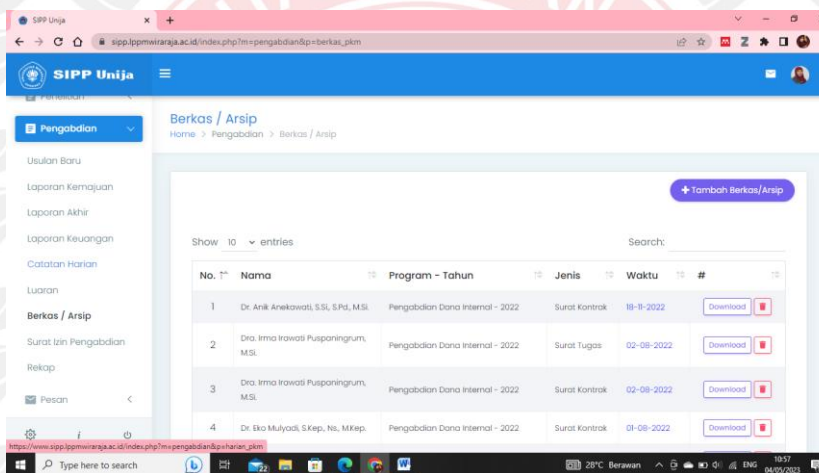 SIPP Unija
sipp.lppmwiraraja.ac.id/index.php?m=pengabdian&p=berkas_pkm
SIPP Unija
Penelitian
Pengabdian
Usulan Baru
Laporan Kemajuan
Laporan Akhir
Laporan Keuangan
Catatan Harian
Luaran
Berkas / Arsip
Surat Izin Pengabdian
Rekap
Pesan
Berkas / Arsip
Home > Pengabdian > Berkas / Arsip
+ Tambah Berkas/Arsip
Show 10 entries
Search:
No. Nama Program - Tahun Jenis Waktu #
1 Dr. Anik Anekawati, S.Si., S.Pd., M.Si. Pengabdian Dana Internal - 2022 Surat Kontrak 18-11-2022 Download
2 Dra. Irma Irawati Puspaningrum, M.Si. Pengabdian Dana Internal - 2022 Surat Tugas 02-08-2022 Download
3 Dra. Irma Irawati Puspaningrum, M.Si. Pengabdian Dana Internal - 2022 Surat Kontrak 02-08-2022 Download
4 Dr. Eko Mulyadi, S.Kep., Ns., M.Kep. Pengabdian Dana Internal - 2022 Surat Kontrak 01-08-2022 Download
https://www.sipp.lppmwiraraja.ac.id/index.php?m=pengabdian&p=harian_pkm
Type here to search
28°C Berawan
ENG
10:57
04/05/2023